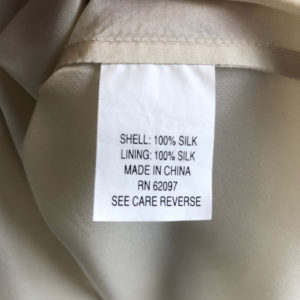 SHELL: 100% SILK
LINING: 100% SILK
MADE IN CHINA
RN 62097
SEE CARE REVERSE